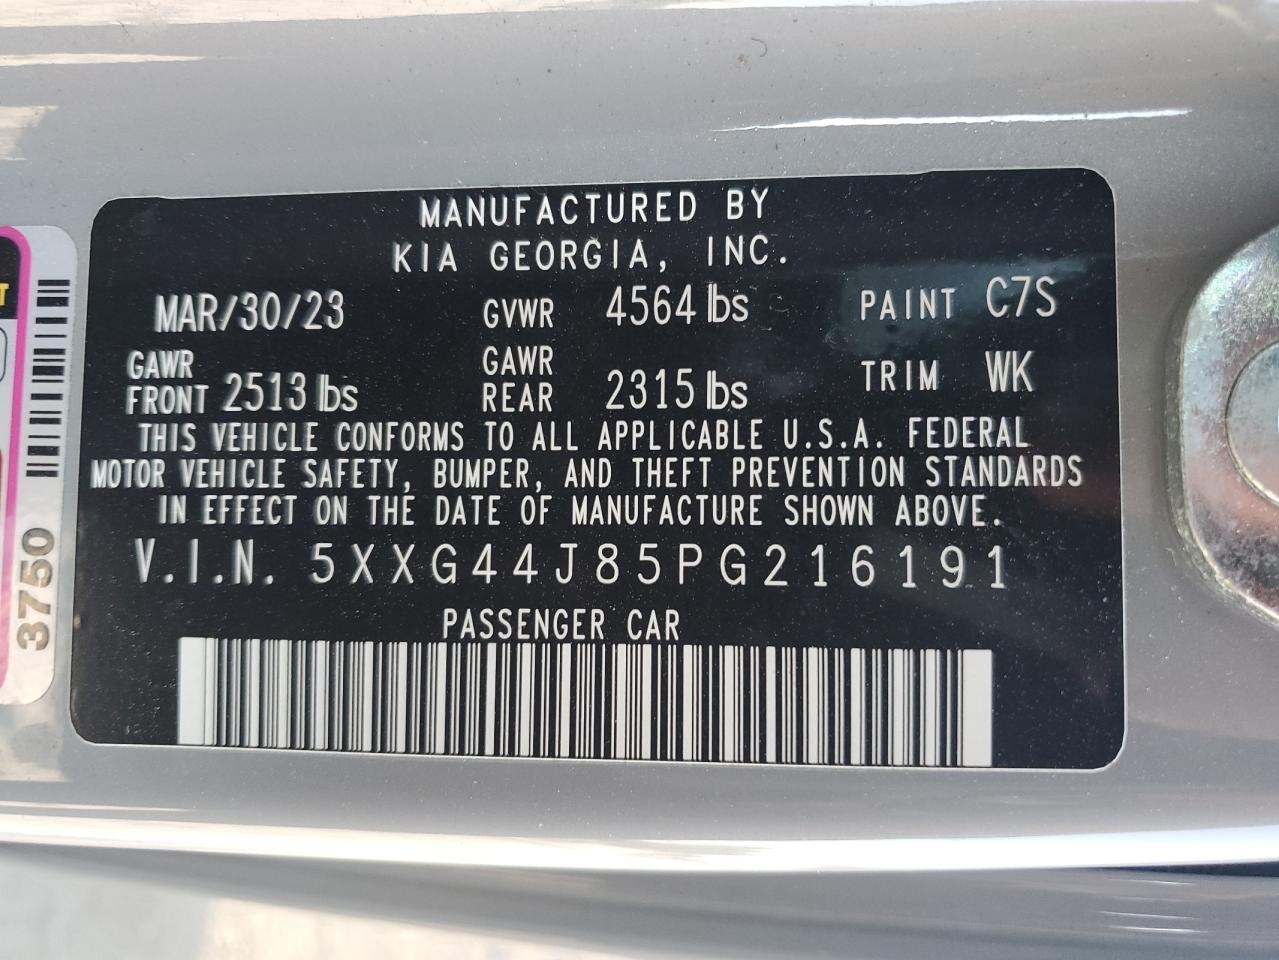 MANUFACTURED BY
KIA GEORGIA, INC.
MAR/30/23 GVWR 4564 lbs PAINT C7S
GAWR FRONT 2513 lbs GAWR REAR 2315 lbs TRIM WK
THIS VEHICLE CONFORMS TO ALL APPLICABLE U.S.A. FEDERAL
MOTOR VEHICLE SAFETY, BUMPER, AND THEFT PREVENTION STANDARDS
IN EFFECT ON THE DATE OF MANUFACTURE SHOWN ABOVE.
V.I.N. 5XXG44J85PG216191
PASSENGER CAR
3750